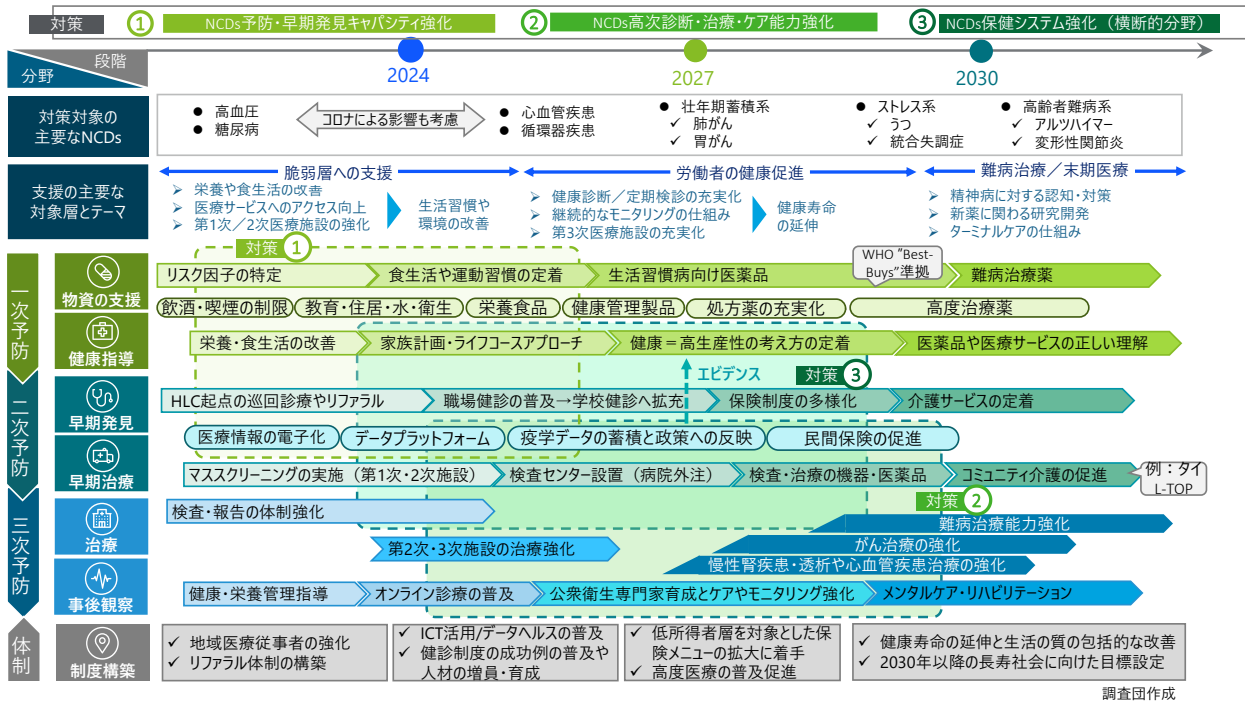 対策 ① NCDs予防・早期発見キャパシティ強化 ② NCDs高次診断・治療・ケア能力強化 ③ NCDs保健システム強化（横断的分野）
段階
分野
2024 2027 2030
対策対象の
主要なNCDs
● 高血圧
● 糖尿病
コロナによる影響も考慮
● 心血管疾患
● 循環器疾患
● 壮年期蓄積系
✓ 肺がん
✓ 胃がん
● ストレス系
✓ うつ
✓ 統合失調症
● 高齢者難病系
✓ アルツハイマー
✓ 変形性関節炎
支援の主要な
対象層とテーマ
脆弱層への支援
➢ 栄養や食生活の改善
➢ 医療サービスへのアクセス向上
➢ 第1次／2次医療施設の強化
生活習慣や
環境の改善
労働者の健康促進
➢ 健康診断／定期検診の充実化
➢ 継続的なモニタリングの仕組み
➢ 第3次医療施設の充実化
健康寿命
の延伸
難病治療／末期医療
➢ 精神病に対する認知・対策
➢ 新薬に関わる研究開発
➢ ターミナルケアの仕組み
対策 ①
WHO "Best-
Buys"準拠
一次予防
物資の支援
リスク因子の特定 食生活や運動習慣の定着 生活習慣病向け医薬品 難病治療薬
飲酒・喫煙の制限 教育・住居・水・衛生 栄養食品 健康管理製品 処方薬の充実化 高度治療薬
健康指導
栄養・食生活の改善 家族計画・ライフコースアプローチ 健康＝高生産性の考え方の定着 医薬品や医療サービスの正しい理解
エビデンス
対策 ③
二次予防
早期発見
HLC起点の巡回診療やリファラル 職場健診の普及→学校健診へ拡充 保険制度の多様化 介護サービスの定着
医療情報の電子化 データプラットフォーム 疫学データの蓄積と政策への反映 民間保険の促進
早期治療
マススクリーニングの実施（第1次・2次施設） 検査センター設置（病院外注） 検査・治療の機器・医薬品 コミュニティ介護の促進
例：タイ
L-TOP
対策 ②
三次予防
治療
検査・報告の体制強化
難病治療能力強化
第2次・3次施設の治療強化
がん治療の強化
慢性腎疾患・透析や心血管疾患治療の強化
事後観察
健康・栄養管理指導 オンライン診療の普及 公衆衛生専門家育成とケアやモニタリング強化 メンタルケア・リハビリテーション
体制
制度構築
✓ 地域医療従事者の強化
✓ リファラル体制の構築
✓ ICT活用/データヘルスの普及
✓ 健診制度の成功例の普及や
人材の増員・育成
✓ 低所得者層を対象とした保
険メニューの拡大に着手
✓ 高度医療の普及促進
✓ 健康寿命の延伸と生活の質の包括的な改善
✓ 2030年以降の長寿社会に向けた目標設定
調査団作成